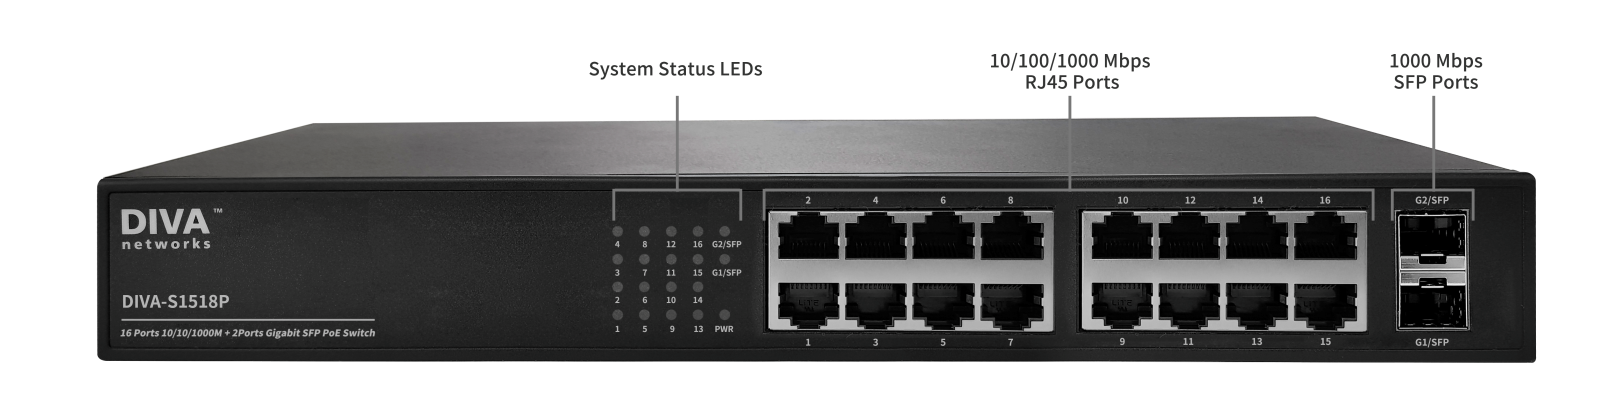 System Status LEDs
10/100/1000 Mbps
RJ45 Ports
1000 Mbps
SFP Ports
DIVA™
networks
DIVA-S1518P
16 Ports 10/10/1000M + 2Ports Gigabit SFP PoE Switch
4 8 12 16 G2/SFP
3 7 11 15 G1/SFP
2 6 10 14
1 5 9 13 PWR
2 4 6 8 10 12 14 16 G2/SFP
LITE LITE
1 3 5 7 9 11 13 15 G1/SFP